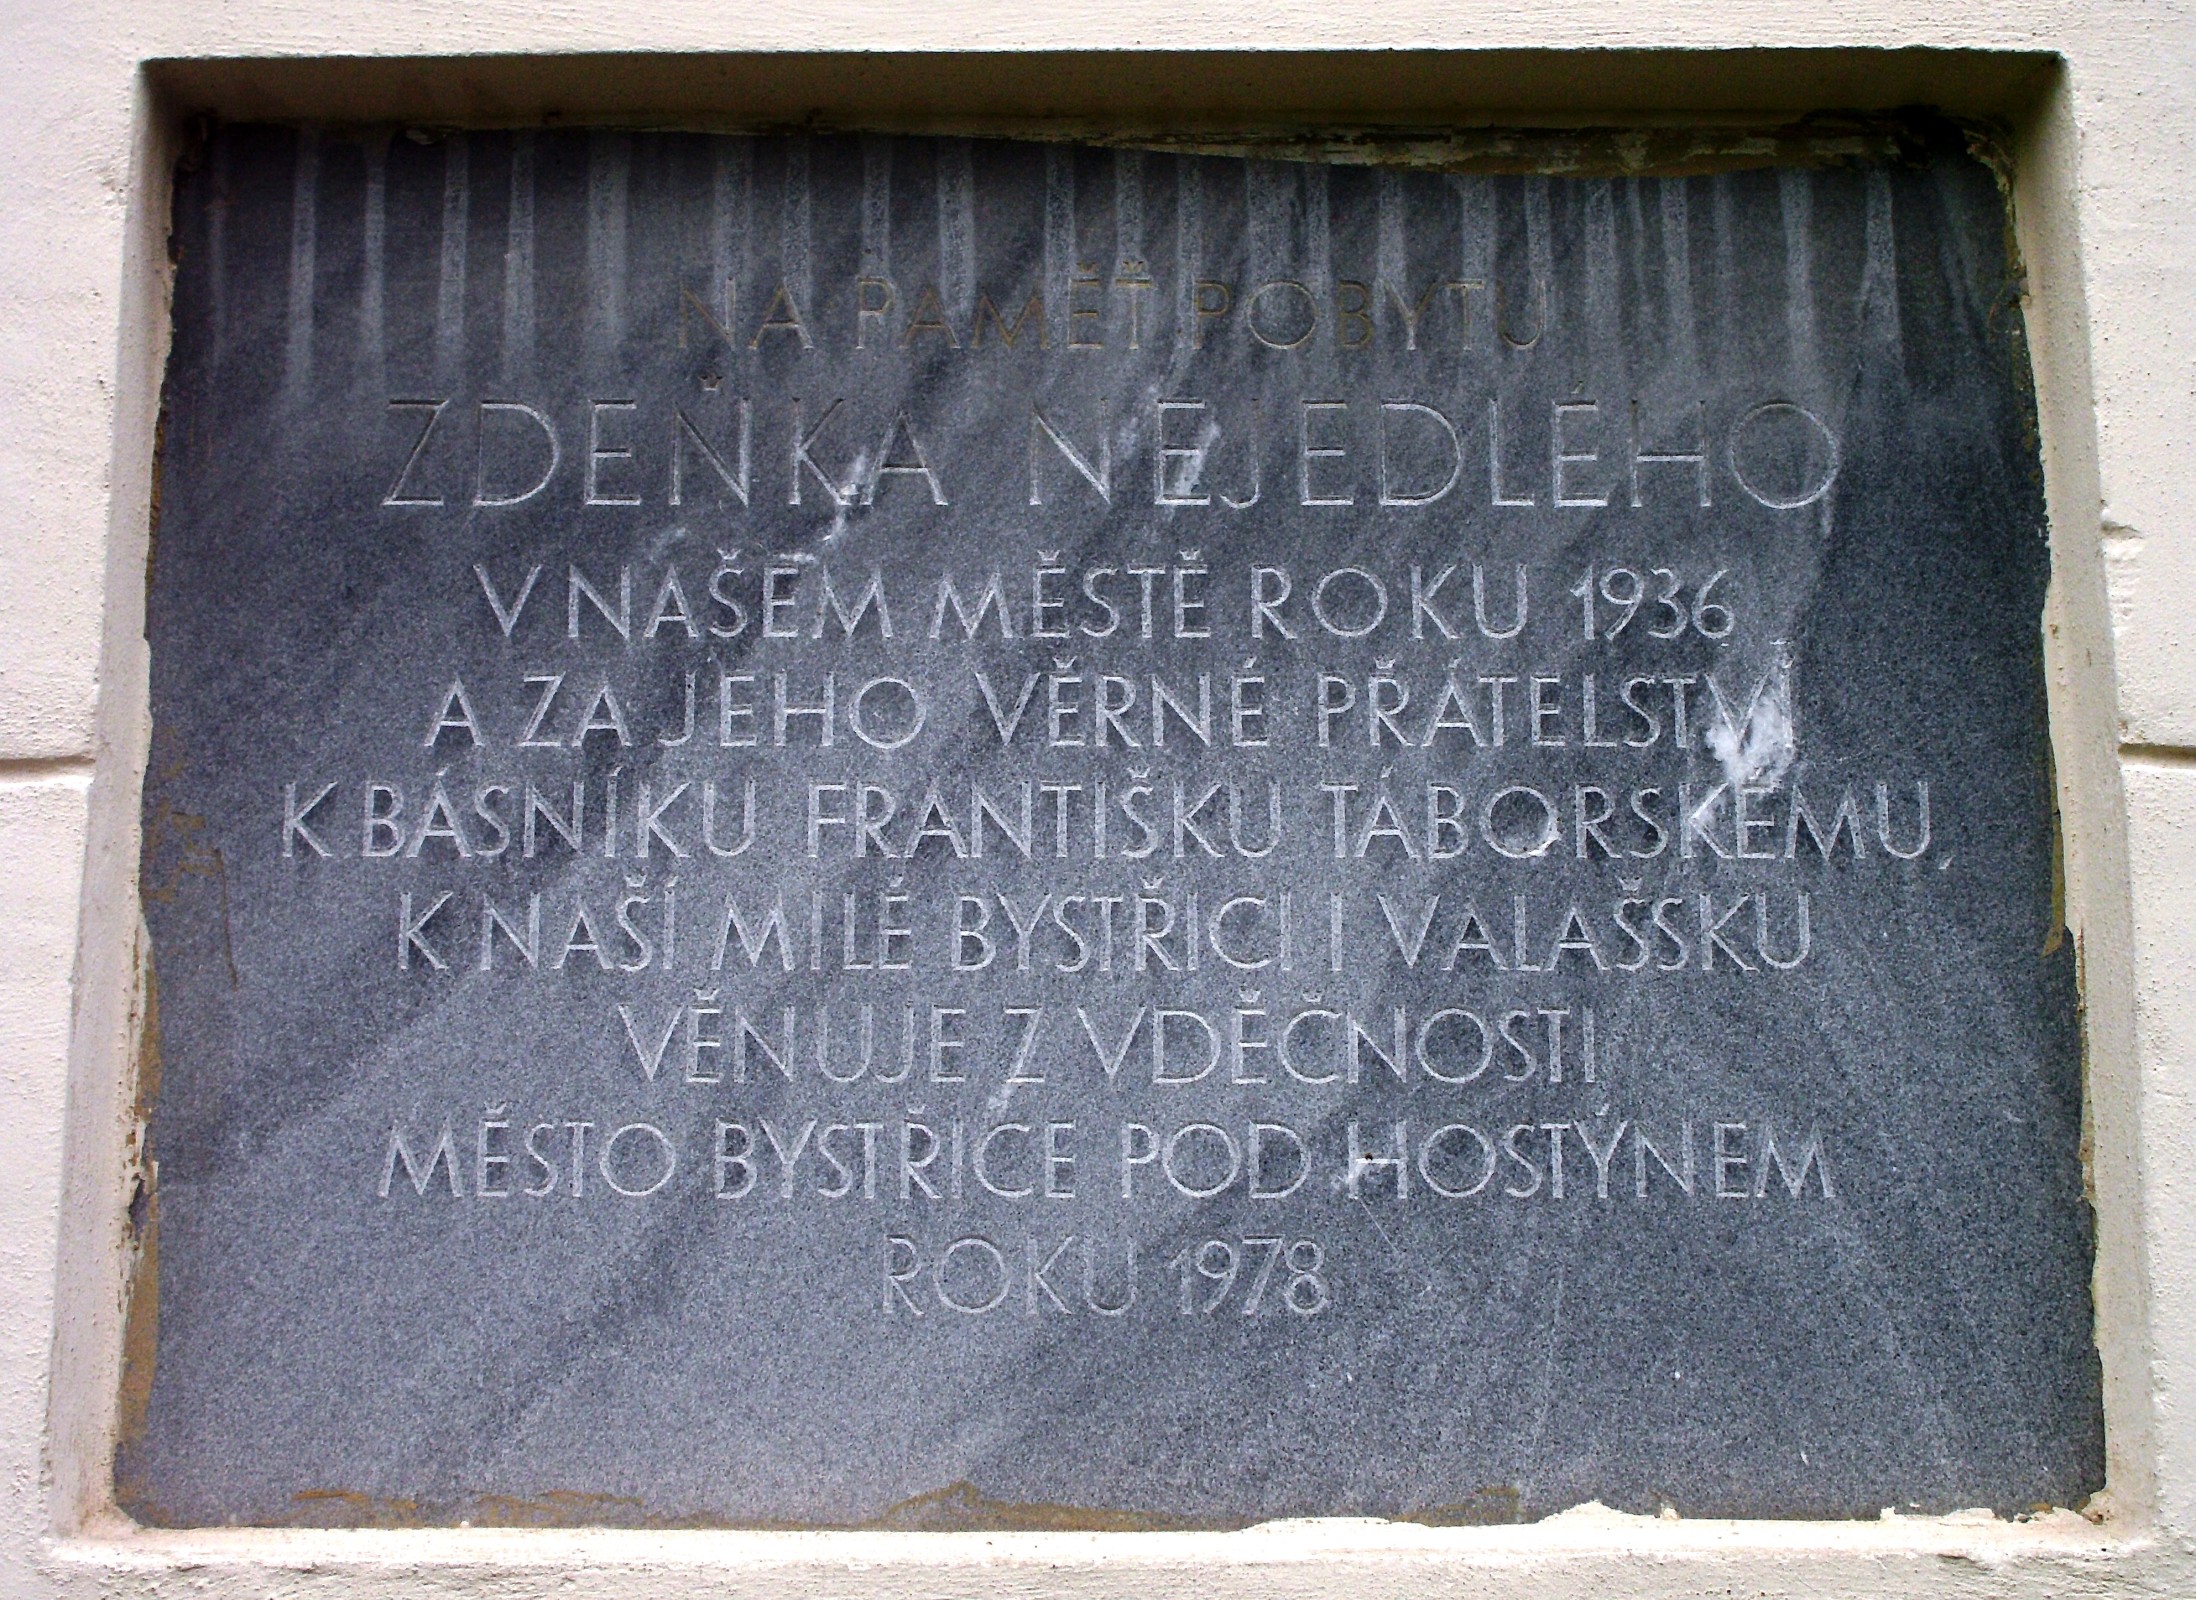 NA PAMĚŤ POBYTU
ZDEŇKA NEJEDLÉHO
V NAŠEM MĚSTĚ ROKU 1936
A ZA JEHO VĚRNÉ PŘÁTELSTVÍ
K BÁSNÍKU FRANTIŠKU TÁBORSKÉMU,
K NAŠÍ MILÉ BYSTŘICI I VALAŠSKU
VĚNUJE Z VDĚČNOSTI
MĚSTO BYSTŘICE POD HOSTÝNEM
ROKU 1978